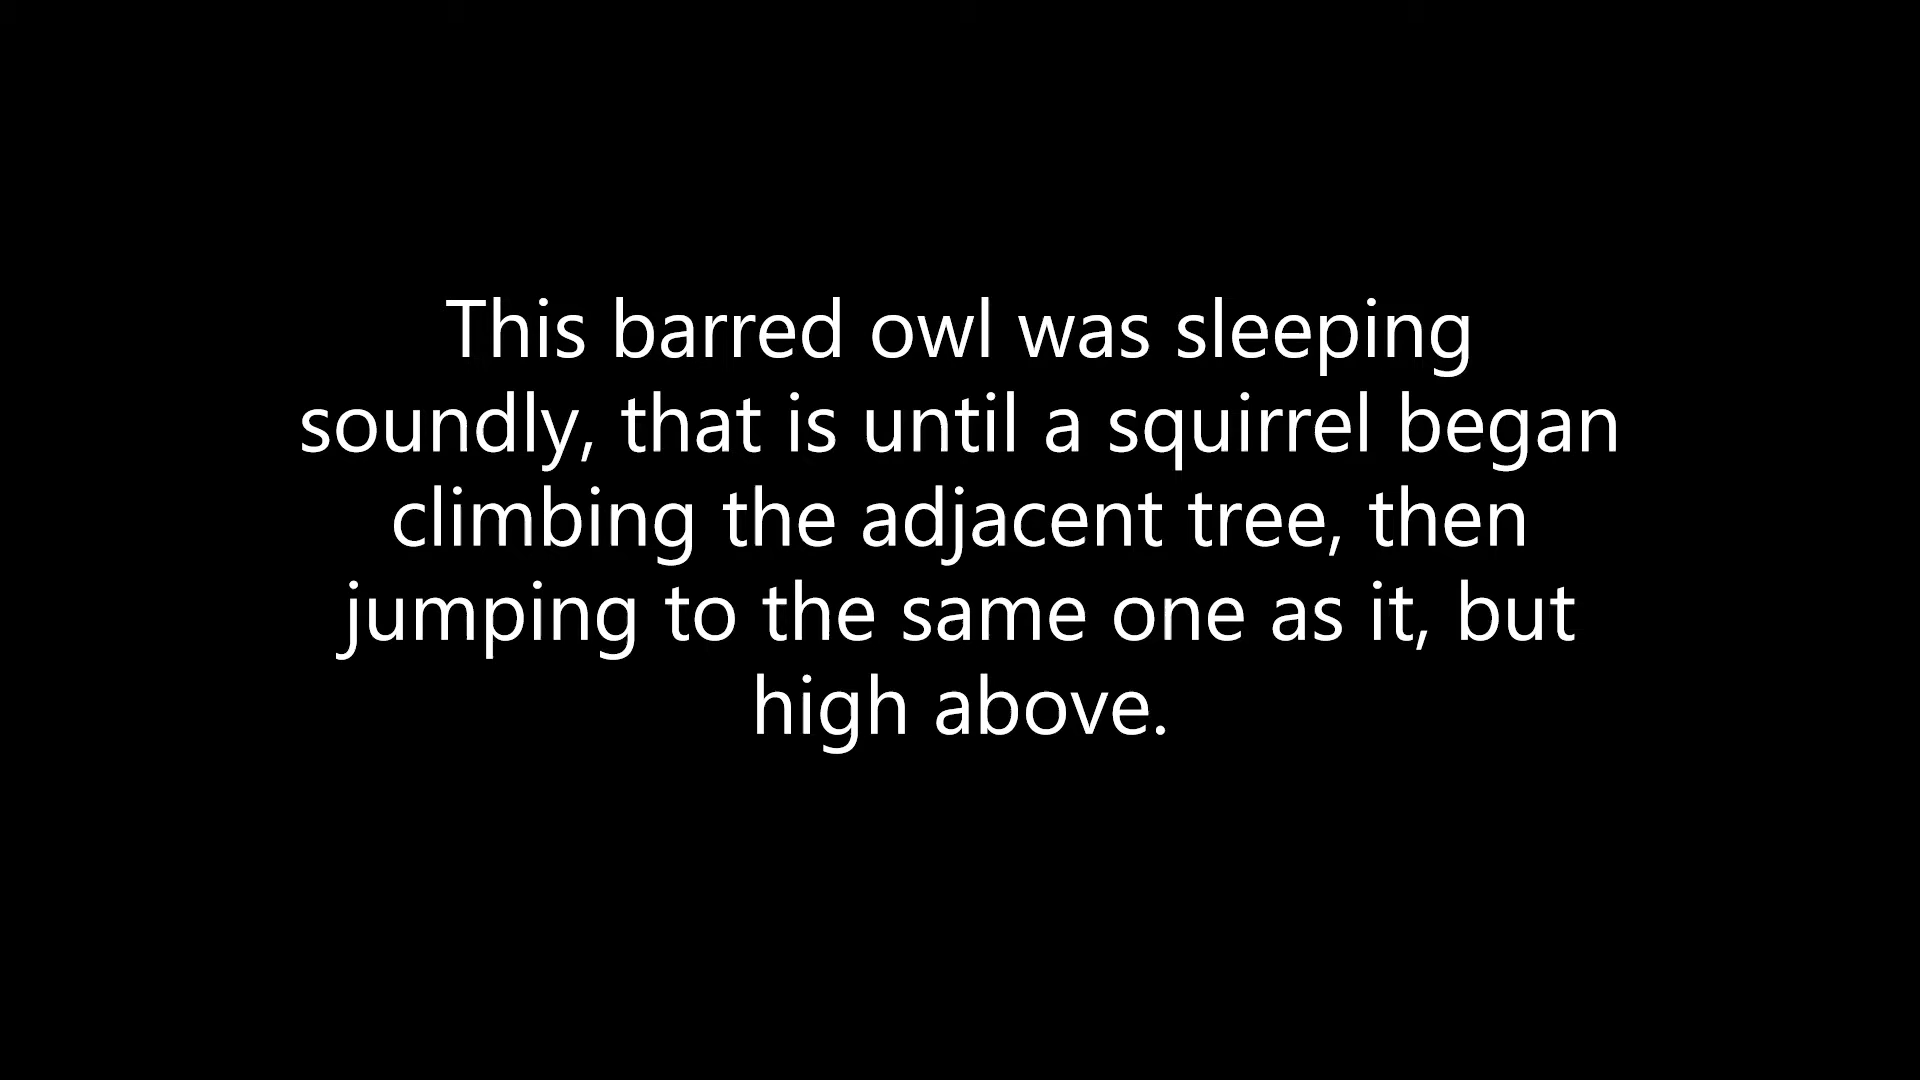 This barred owl was sleeping
soundly, that is until a squirrel began
climbing the adjacent tree, then
jumping to the same one as it, but
high above.